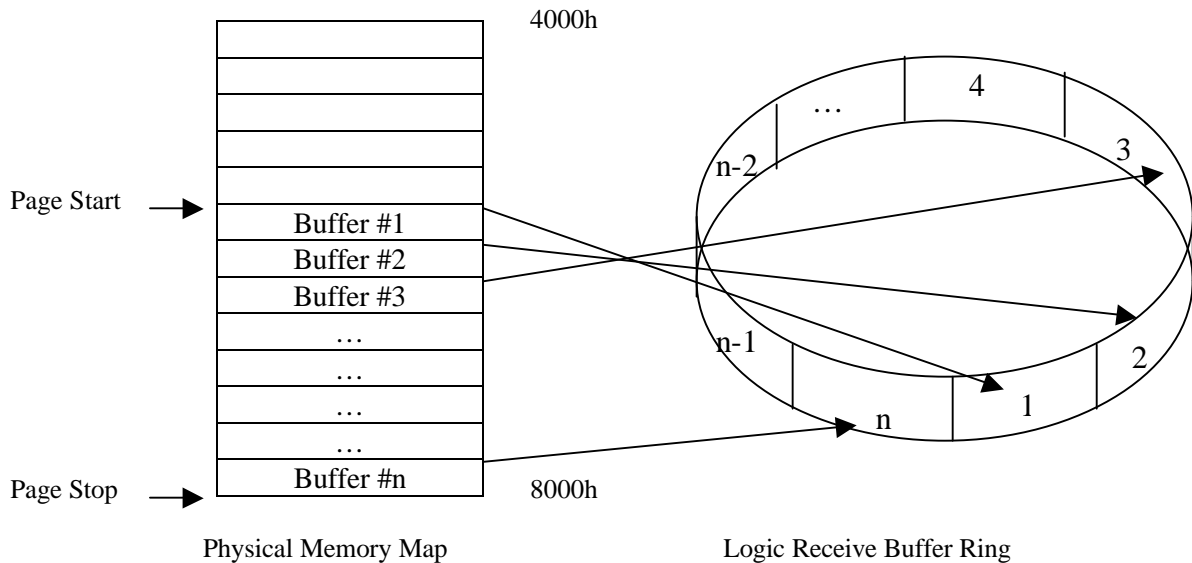 4000h
Page Start
Buffer #1
Buffer #2
Buffer #3
…
…
…
…
Buffer #n
Page Stop
8000h
Physical Memory Map
4
…
3
n-2
n-1
2
1
n
Logic Receive Buffer Ring